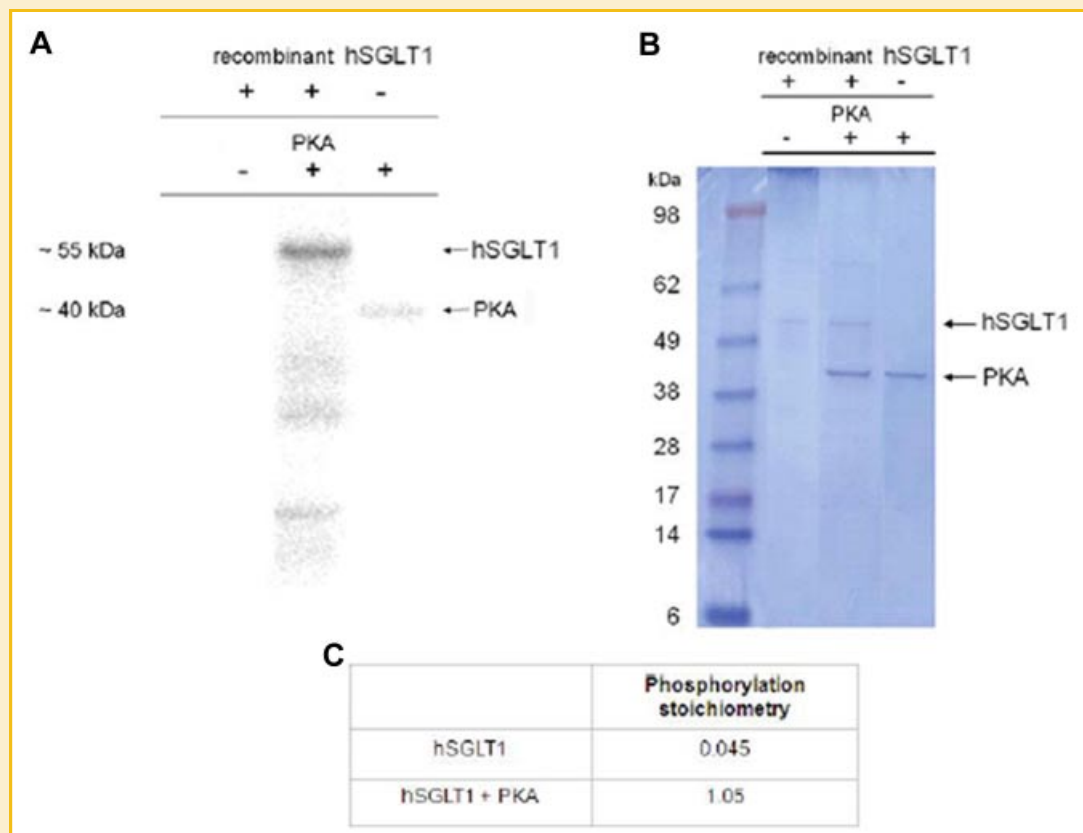 A
recombinant hSGLT1
+ + -
PKA
- + +
~ 55 kDa
←hSGLT1
~ 40 kDa
←PKA
B
recombinant hSGLT1
+ + -
PKA
- + +
kDa
98
62
49
38
28
17
14
6
←hSGLT1
←PKA
C
Phosphorylation
stoichiometry
hSGLT1 0.045
hSGLT1 + PKA 1.05